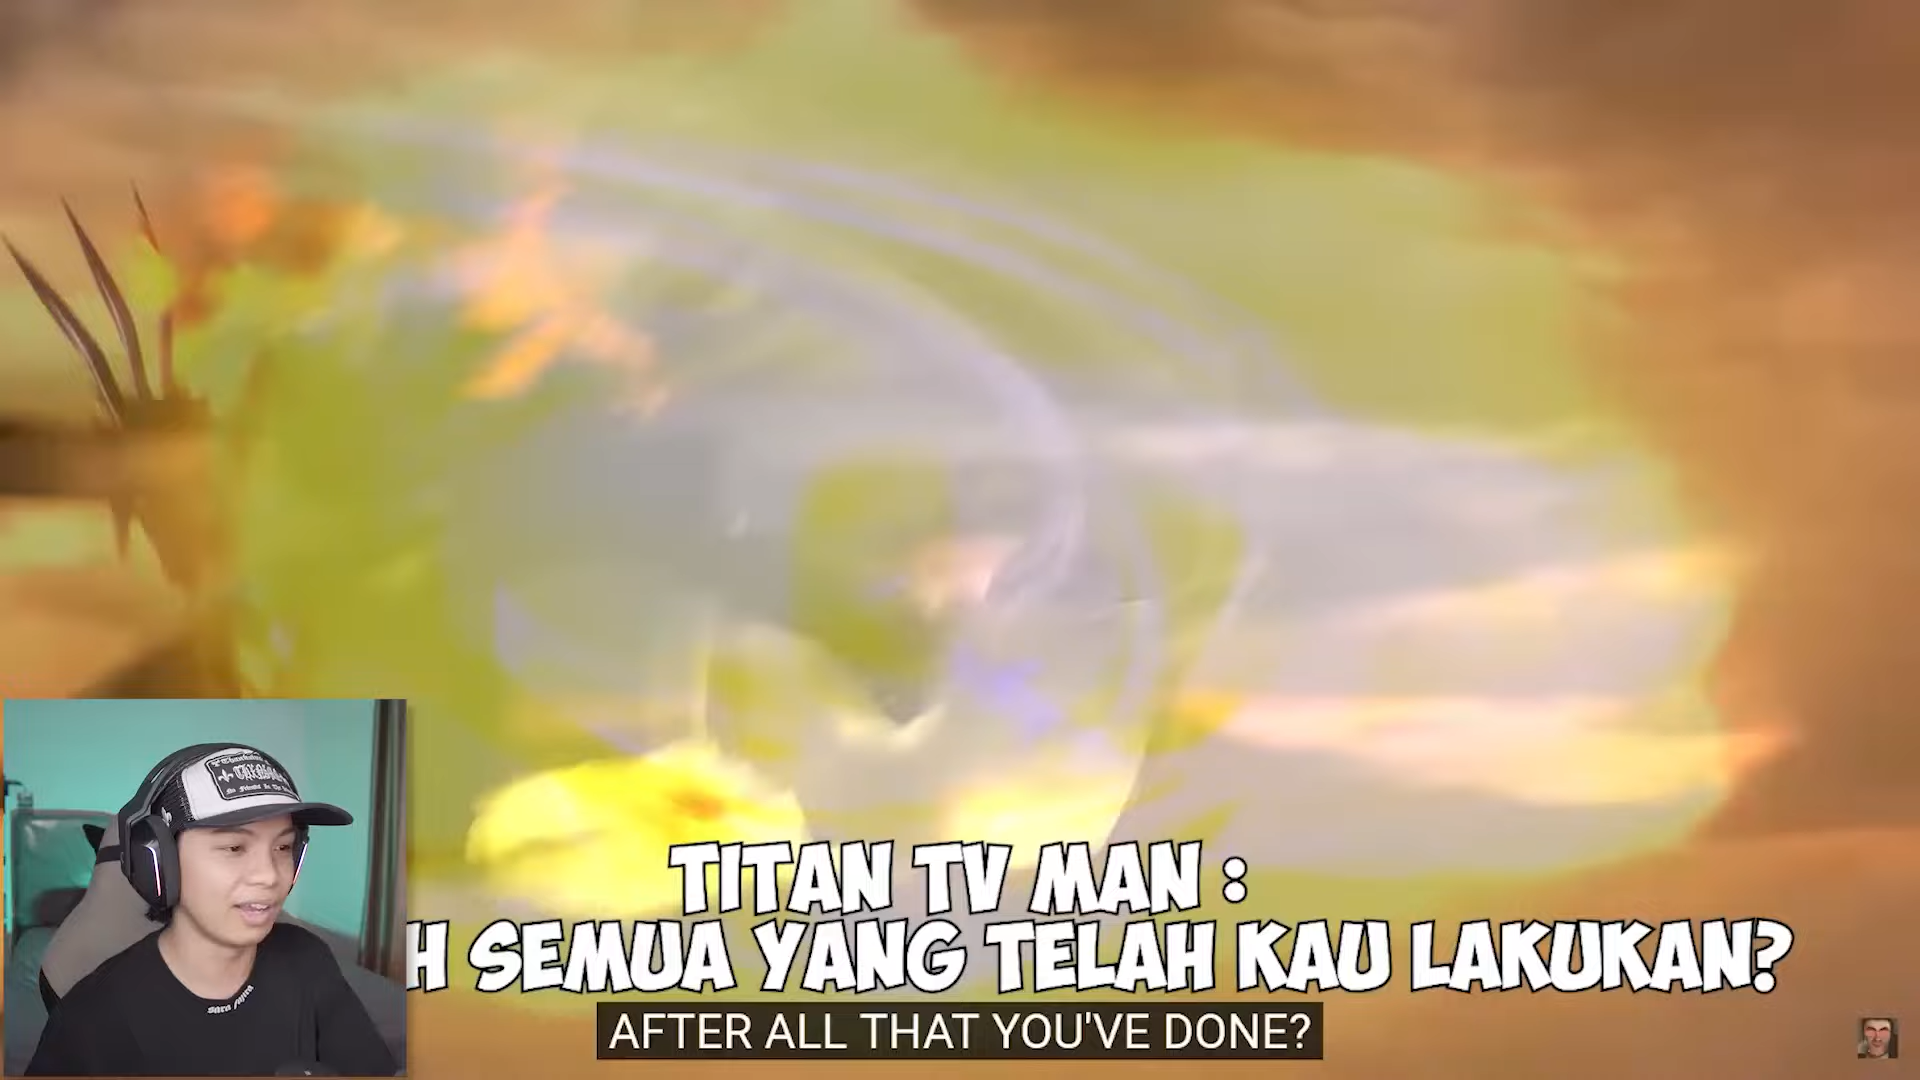 TITAN TV MAN :
H SEMUA YANG TELAH KAU LAKUKAN?
AFTER ALL THAT YOU'VE DONE?